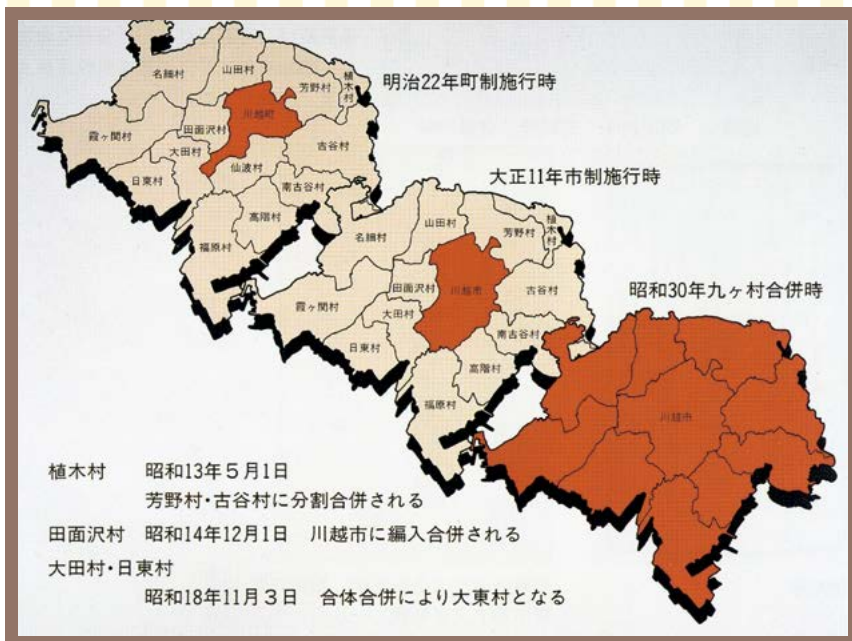 明治22年町制施行時
名細村
山田村
芳野村
植木村
川越町
霞ヶ関村
田面沢村
大田村
古谷村
日東村
仙波村
南古谷村
高階村
福原村
大正11年市制施行時
名細村
山田村
芳野村
植木村
田面沢村
川越市
古谷村
霞ヶ関村
大田村
日東村
南古谷村
高階村
福原村
昭和30年九ヶ村合併時
川越市
植木村 昭和13年5月1日
芳野村・古谷村に分割合併される
田面沢村 昭和14年12月1日 川越市に編入合併される
大田村・日東村
昭和18年11月3日 合体合併により大東村となる